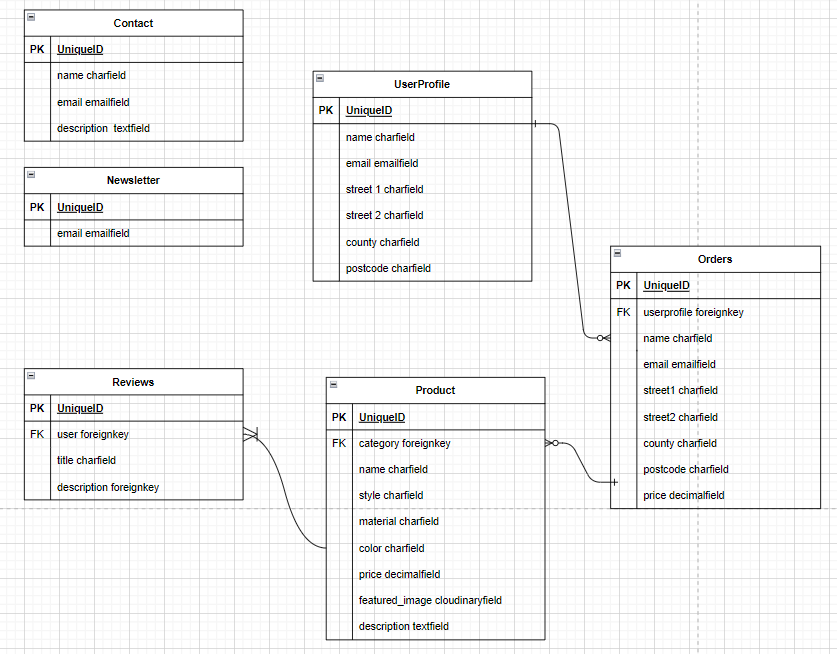 Contact
PK UniqueID
name charfield
email emailfield
description  textfield
Newsletter
PK UniqueID
email emailfield
UserProfile
PK UniqueID
name charfield
email emailfield
street 1 charfield
street 2 charfield
county charfield
postcode charfield
Orders
PK UniqueID
FK userprofile foreignkey
name charfield
email emailfield
street1 charfield
street2 charfield
county charfield
postcode charfield
price decimalfield
Reviews
PK UniqueID
FK user foreignkey
title charfield
description foreignkey
Product
PK UniqueID
FK category foreignkey
name charfield
style charfield
material charfield
color charfield
price decimalfield
featured_image cloudinaryfield
description textfield